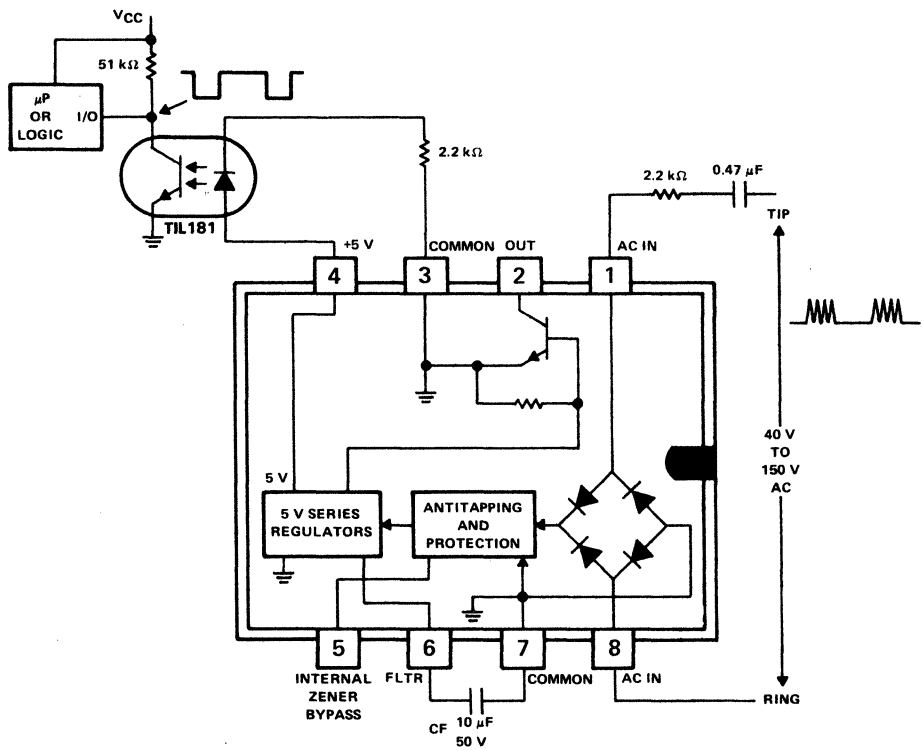 VCC
51 kΩ
μP
OR
LOGIC
I/O
TIL181
2.2 kΩ
2.2 kΩ
0.47 μF
TIP
+5 V
COMMON
OUT
AC IN
4
3
2
1
40 V
TO
150 V
AC
5 V
5 V SERIES
REGULATORS
ANTITAPPING
AND
PROTECTION
5
6
7
8
INTERNAL
ZENER
BYPASS
FLTR
COMMON
AC IN
RING
CF
10 μF
50 V